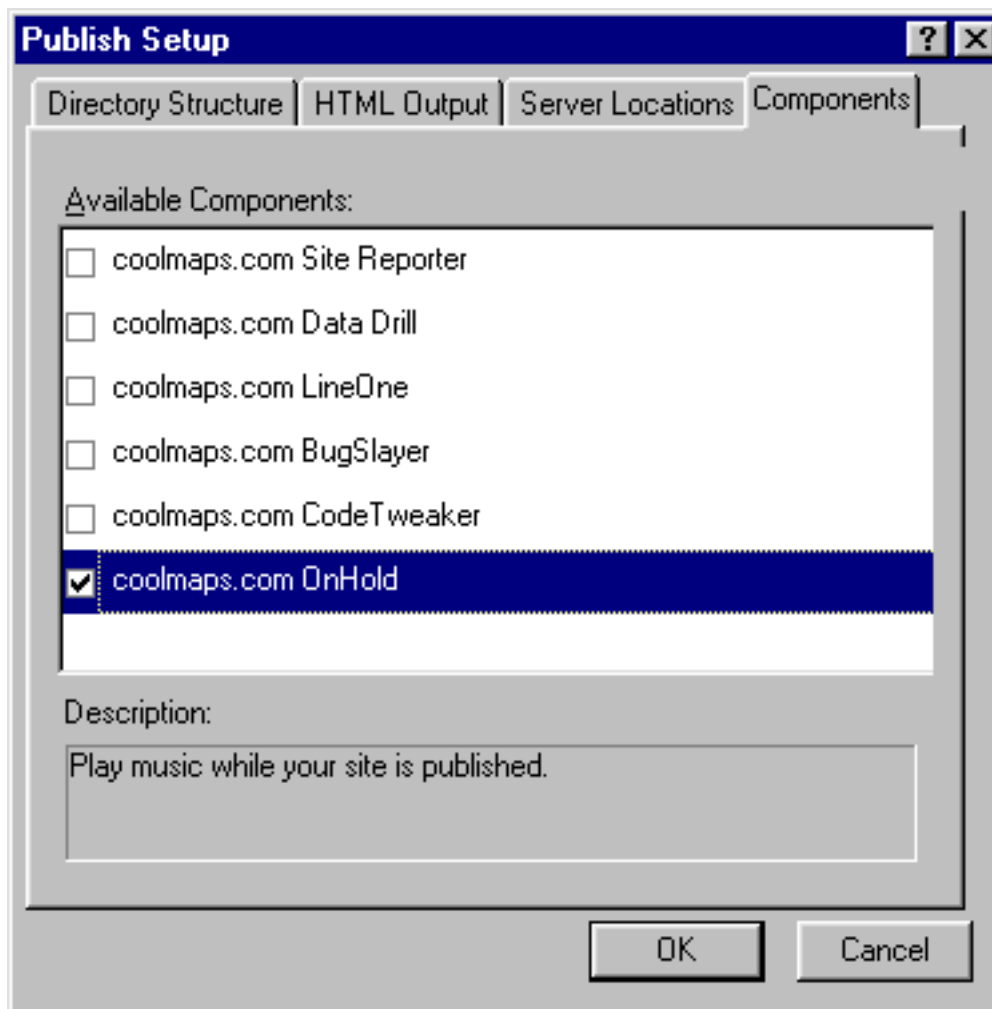 Publish Setup
Directory Structure HTML Output Server Locations Components
Available Components:
coolmaps.com Site Reporter
coolmaps.com Data Drill
coolmaps.com LineOne
coolmaps.com BugSlayer
coolmaps.com CodeTweaker
coolmaps.com OnHold
Description:
Play music while your site is published.
OK Cancel